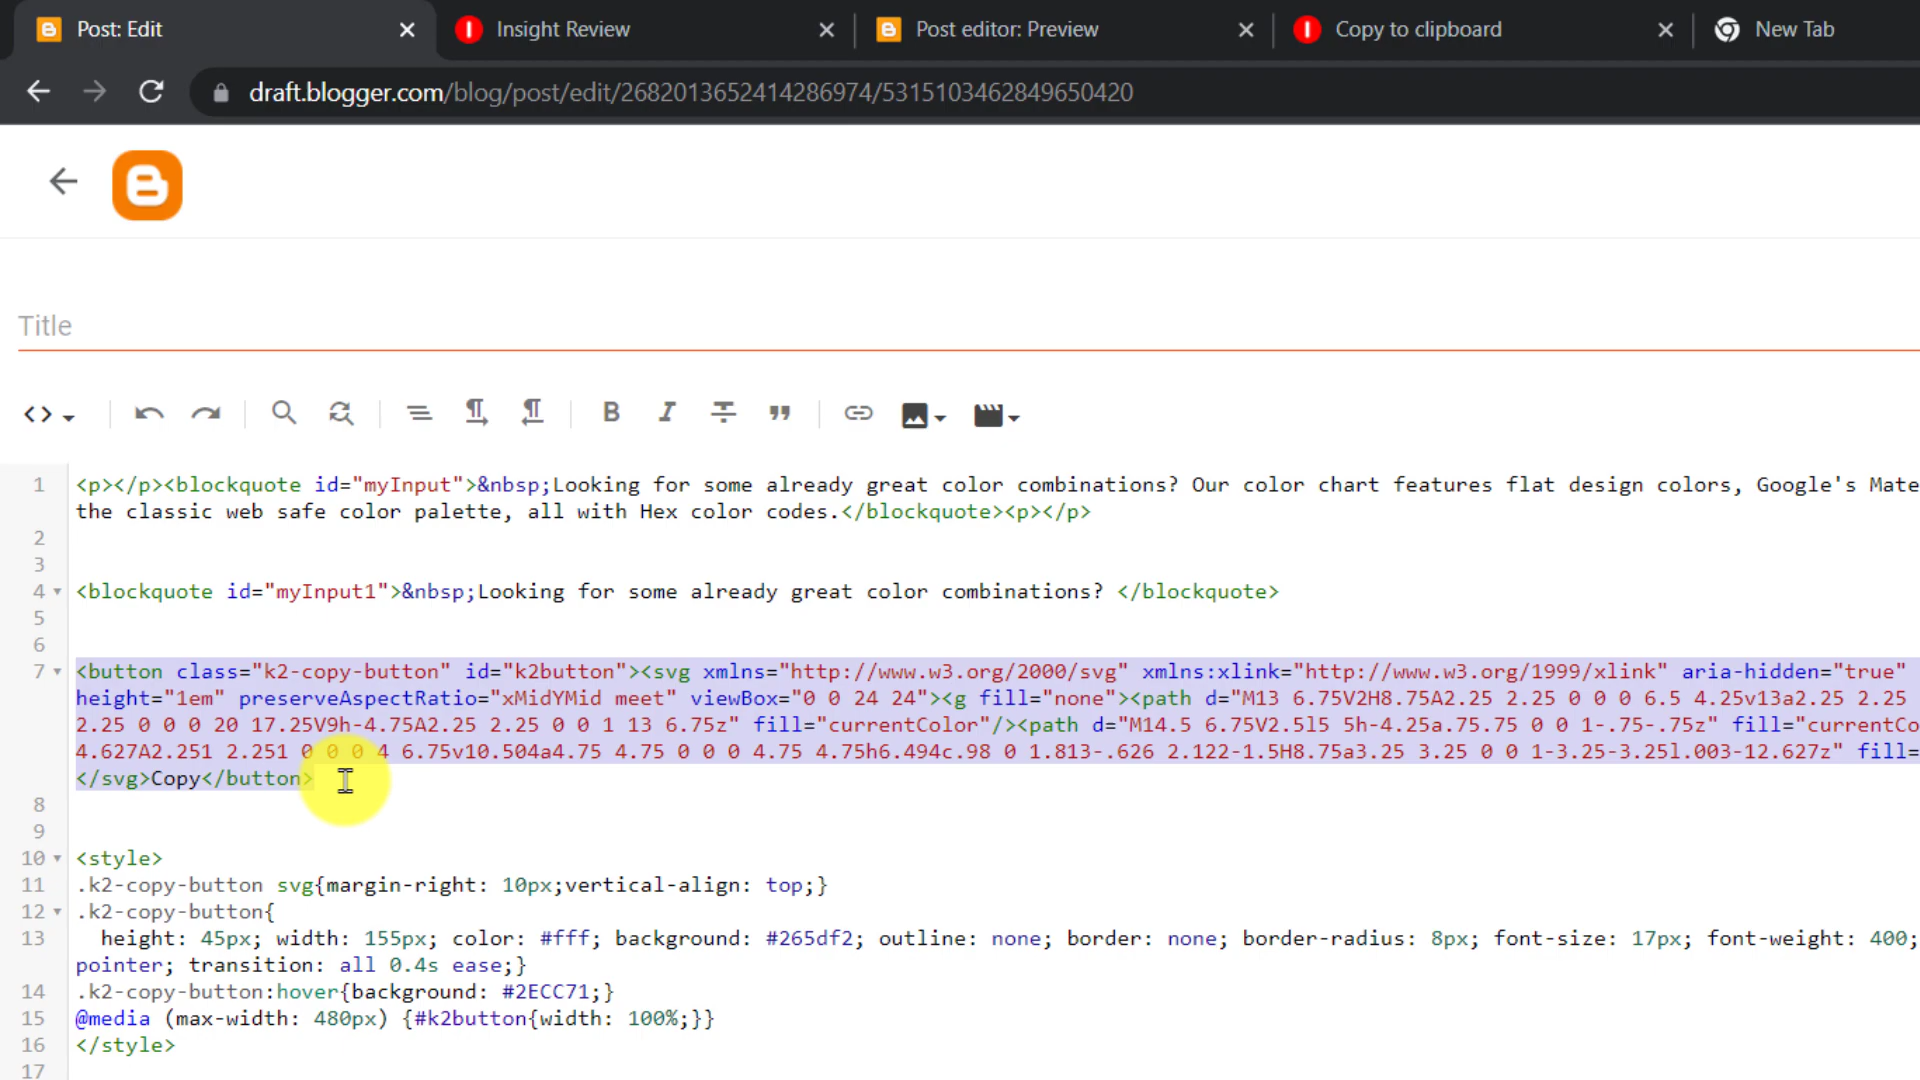 Post: Edit
Insight Review
Post editor: Preview
Copy to clipboard
New Tab
draft.blogger.com/blog/post/edit/2682013652414286974/5315103462849650420
Title
1 <p></p><blockquote id="myInput">&nbsp;Looking for some already great color combinations? Our color chart features flat design colors, Google's Mate
the classic web safe color palette, all with Hex color codes.</blockquote><p></p>
2
3
4 <blockquote id="myInput1">&nbsp;Looking for some already great color combinations? </blockquote>
5
6
7 <button class="k2-copy-button" id="k2button"><svg xmlns="http://www.w3.org/2000/svg" xmlns:xlink="http://www.w3.org/1999/xlink" aria-hidden="true"
height="1em" preserveAspectRatio="xMidYMid meet" viewBox="0 0 24 24"><g fill="none"><path d="M13 6.75V2H8.75A2.25 2.25 0 0 0 6.5 4.25v13a2.25 2.25
2.25 0 0 0 20 17.25V9h-4.75A2.25 2.25 0 0 1 13 6.75z" fill="currentColor"/><path d="M14.5 6.75V2.5l5 5h-4.25a.75.75 0 0 1-.75-.75z" fill="currentCo
4.627A2.251 2.251 0 0 0 4 6.75v10.504a4.75 4.75 0 0 0 4.75 4.75h6.494c.98 0 1.813-.626 2.122-1.5H8.75a3.25 3.25 0 0 1-3.25-3.25l.003-12.627z" fill=
</svg>Copy</button>
8
9
10 <style>
11 .k2-copy-button svg{margin-right: 10px;vertical-align: top;}
12 .k2-copy-button{
13 height: 45px; width: 155px; color: #fff; background: #265df2; outline: none; border: none; border-radius: 8px; font-size: 17px; font-weight: 400;
pointer; transition: all 0.4s ease;}
14 .k2-copy-button:hover{background: #2ECC71;}
15 @media (max-width: 480px) {#k2button{width: 100%;}}
16 </style>
17